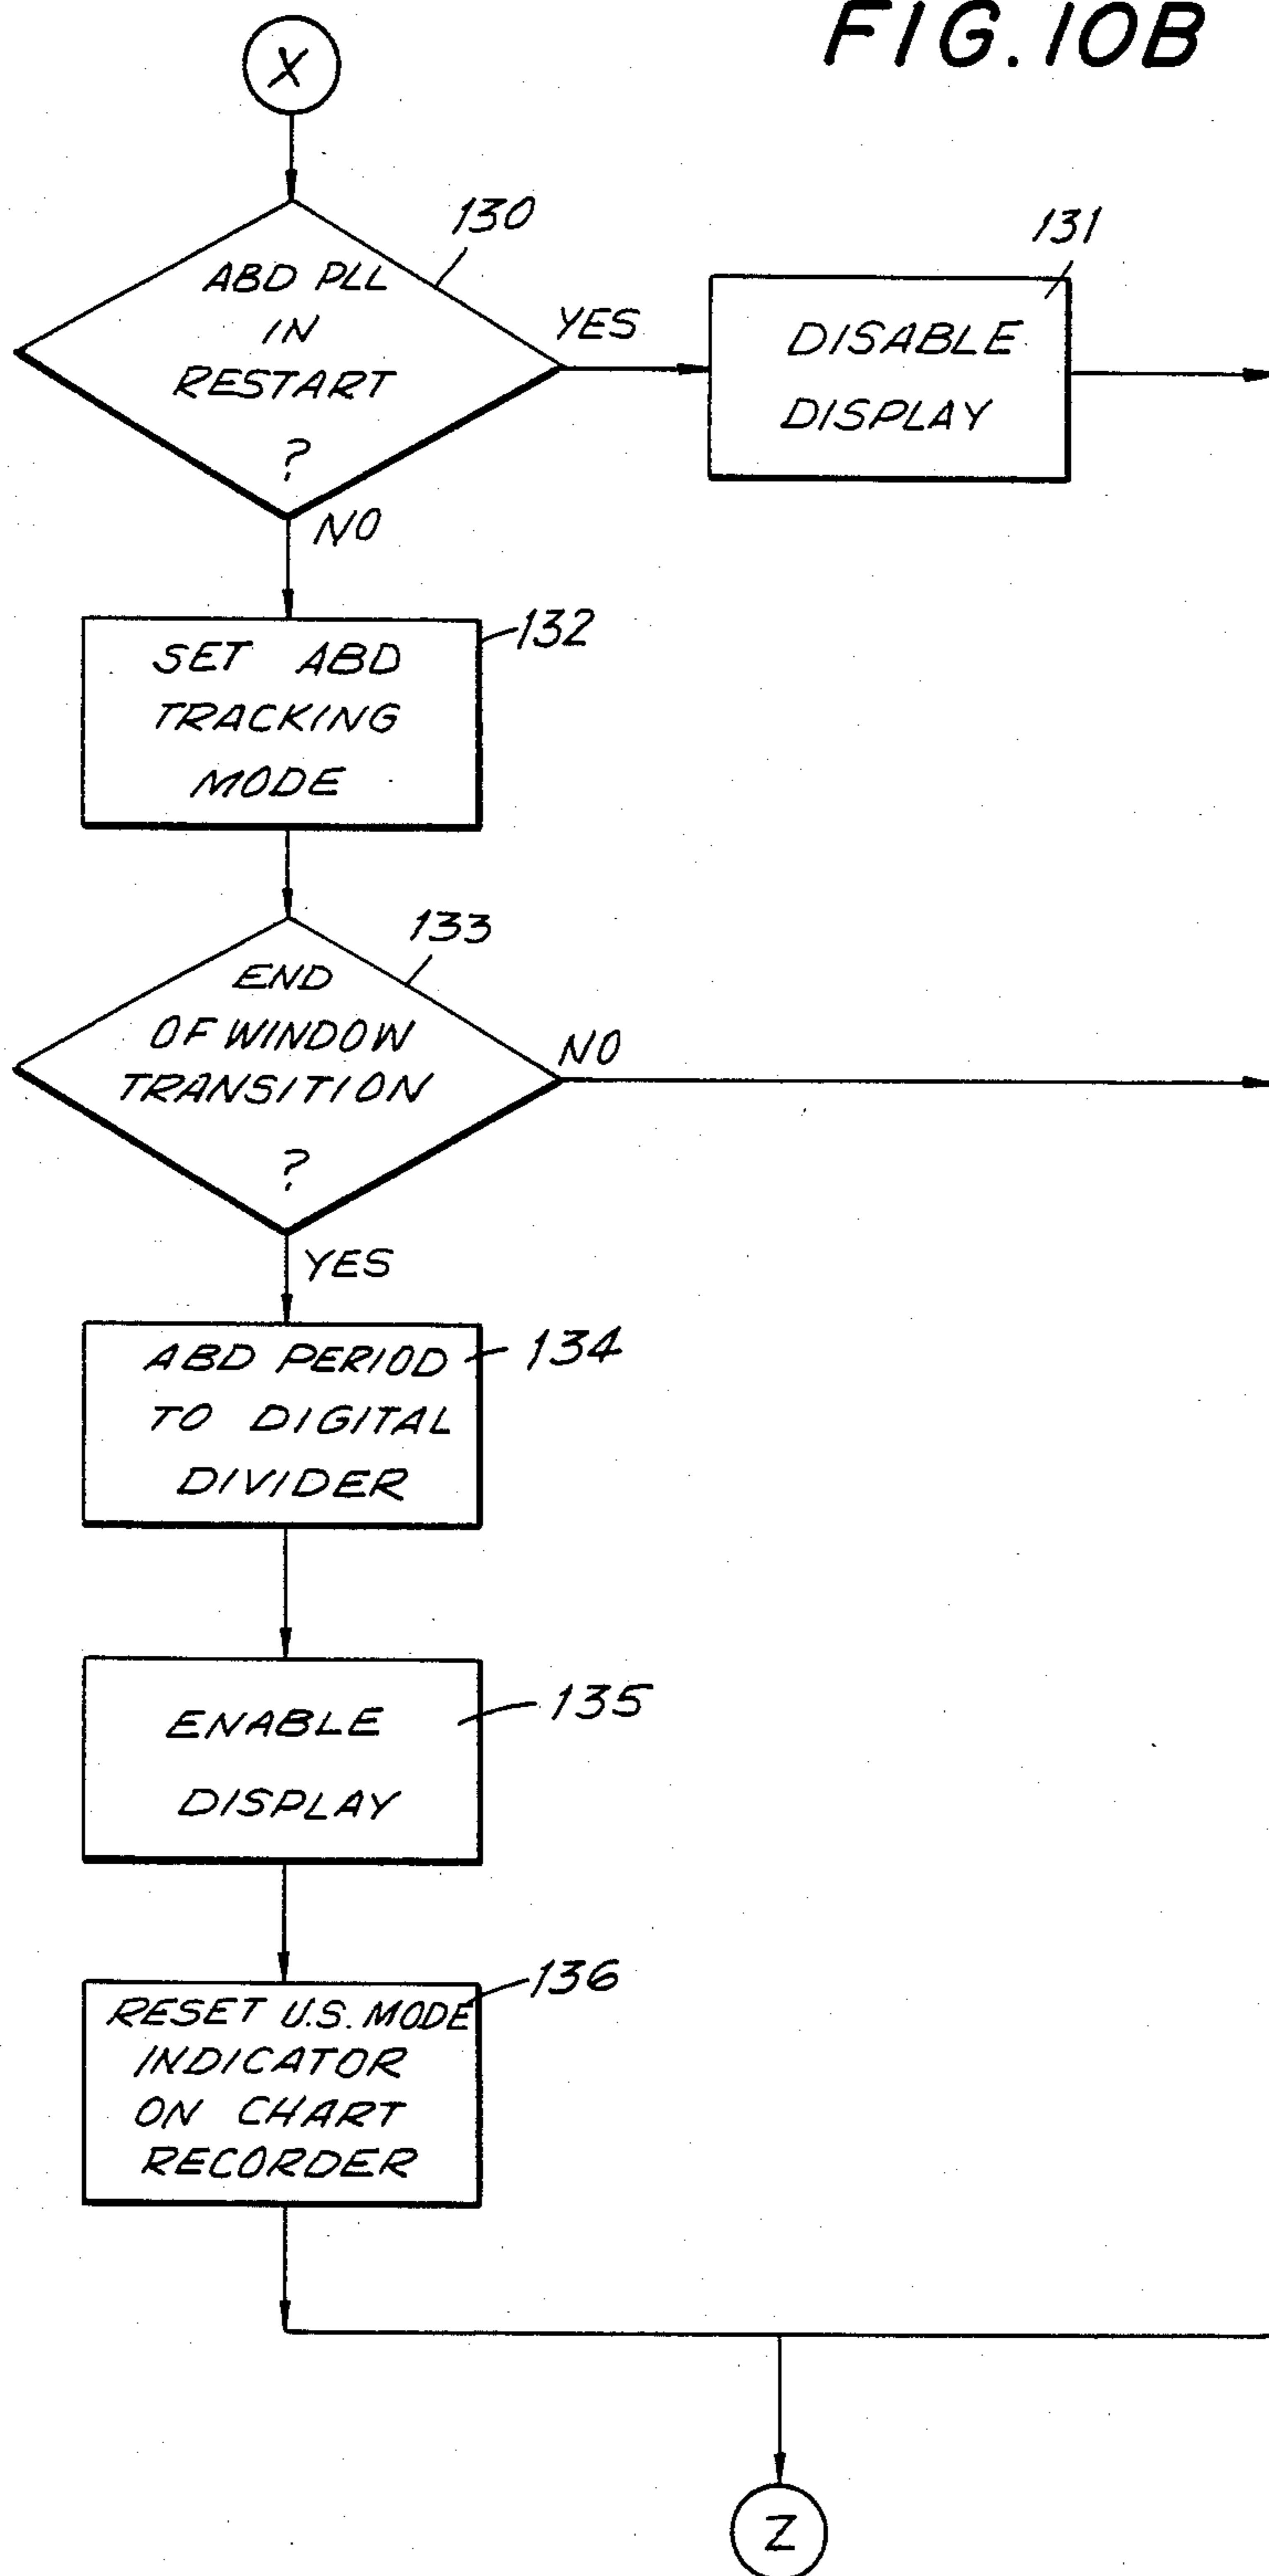 FIG. 10B
X
130
ABD PLL
IN
RESTART
?
YES
131
DISABLE
DISPLAY
NO
132
SET ABD
TRACKING
MODE
133
END
OF WINDOW
TRANSITION
?
NO
YES
134
ABD PERIOD
TO DIGITAL
DIVIDER
135
ENABLE
DISPLAY
136
RESET U.S. MODE
INDICATOR
ON CHART
RECORDER
Z